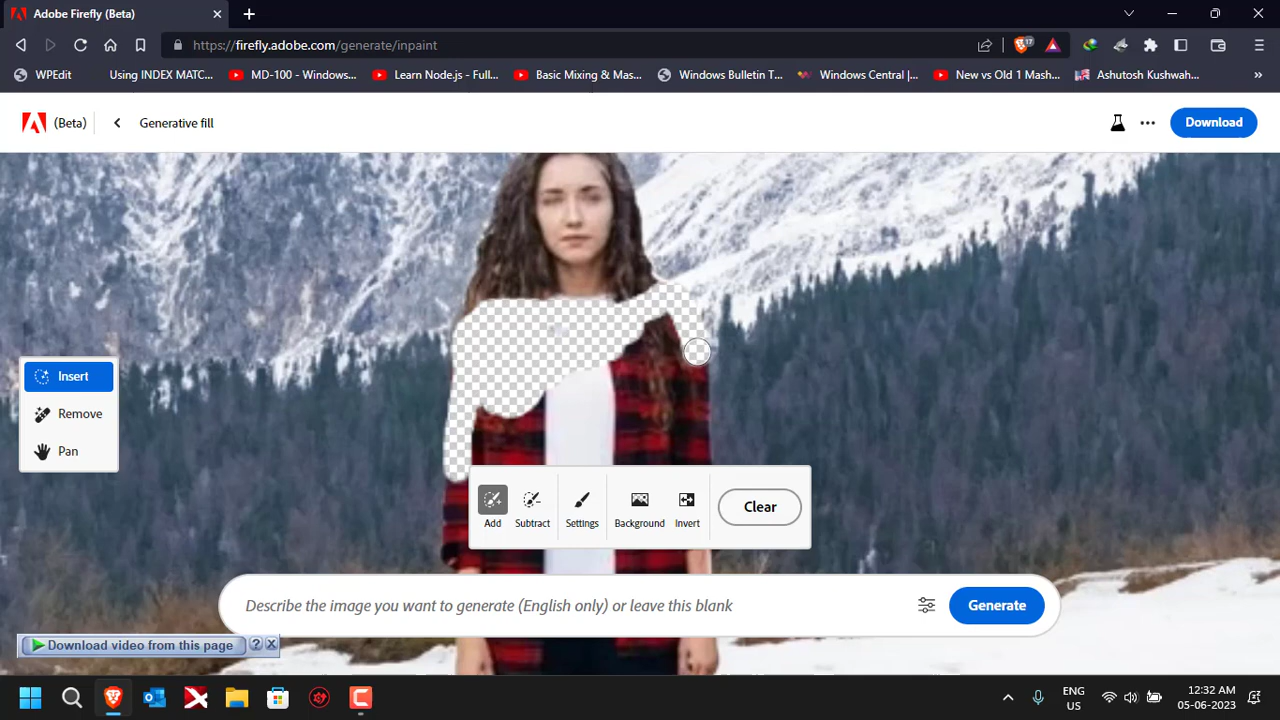 Adobe Firefly (Beta)
https://firefly.adobe.com/generate/inpaint
17
WPEdit
Using INDEX MATC...
MD-100 - Windows...
Learn Node.js - Full...
Basic Mixing & Mas...
Windows Bulletin T...
Windows Central |...
New vs Old 1 Mash...
Ashutosh Kushwah...
»
(Beta)
Generative fill
Download
Insert
Remove
Pan
Add
Subtract
Settings
Background
Invert
Clear
Describe the image you want to generate (English only) or leave this blank
Generate
Download video from this page
?
X
ENG
US
12:32 AM
05-06-2023